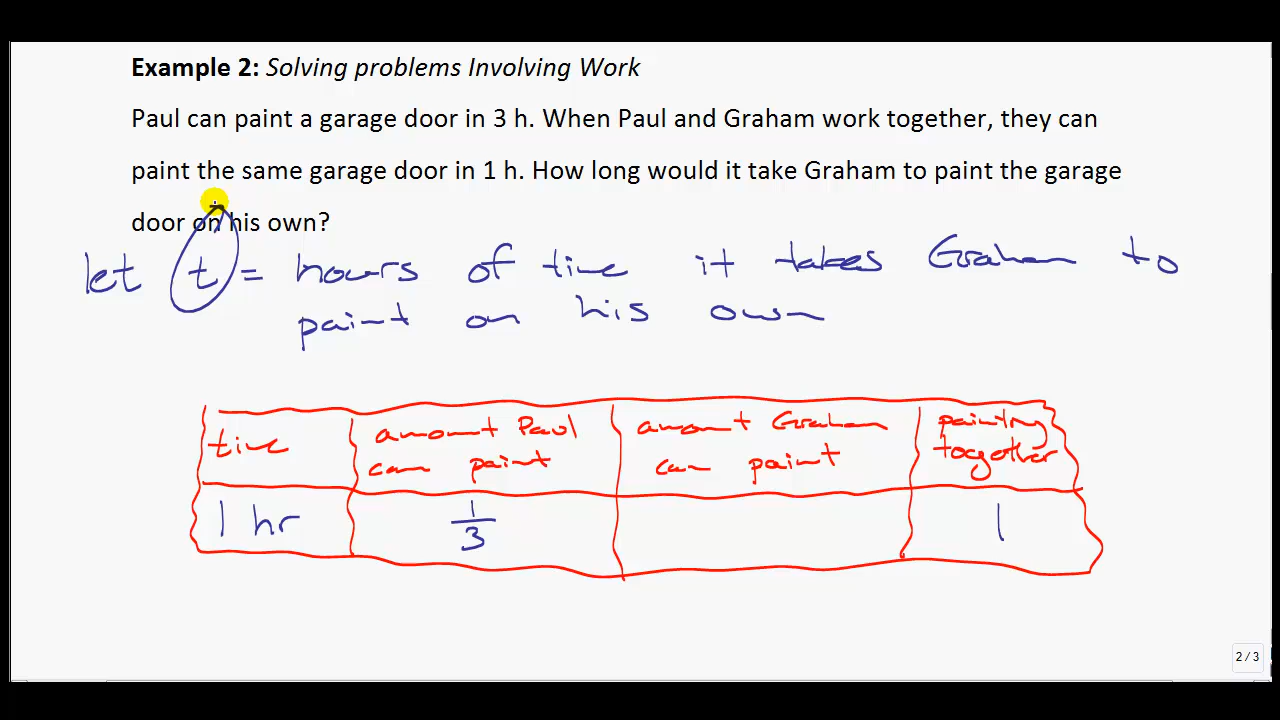 Example 2: Solving problems Involving Work
Paul can paint a garage door in 3 h. When Paul and Graham work together, they can
paint the same garage door in 1 h. How long would it take Graham to paint the garage
door on his own?
let t = hours of time it takes Graham to
paint on his own
time
amount Paul
can paint
amount Graham
can paint
painting
together
1 hr
1
3
1
2 / 3